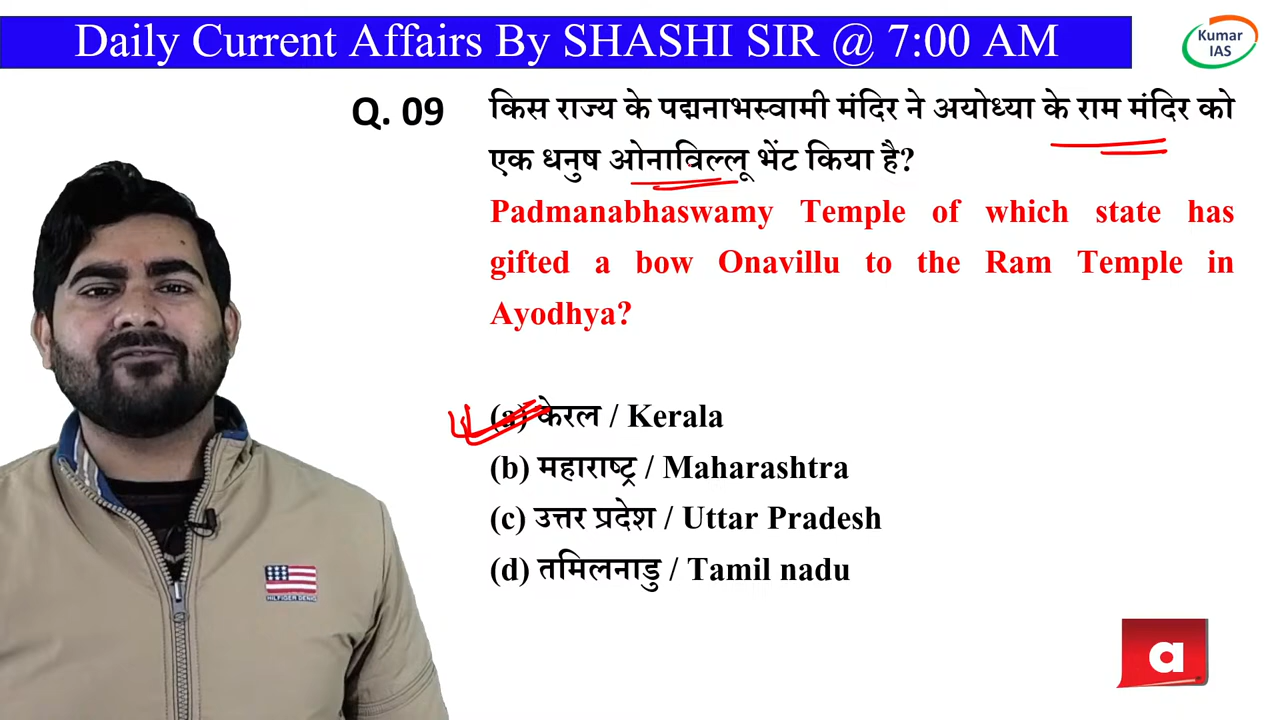 Daily Current Affairs By SHASHI SIR @ 7:00 AM
Kumar
IAS
Q. 09
किस राज्य के पद्मनाभस्वामी मंदिर ने अयोध्या के राम मंदिर को
एक धनुष ओनाविल्लू भेंट किया है?
Padmanabhaswamy Temple of which state has
gifted a bow Onavillu to the Ram Temple in
Ayodhya?
(a) केरल / Kerala
(b) महाराष्ट्र / Maharashtra
(c) उत्तर प्रदेश / Uttar Pradesh
(d) तमिलनाडु / Tamil nadu
HILFIGER DENIM
a